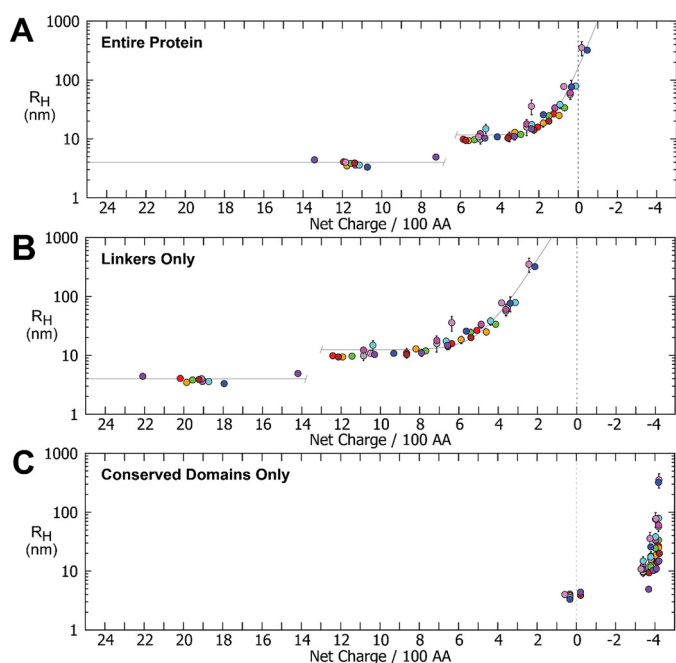 A
Entire Protein
1000
100
R_H
(nm)
10
1
24 22 20 18 16 14 12 10 8 6 4 2 0 -2 -4
Net Charge / 100 AA
B
Linkers Only
1000
100
R_H
(nm)
10
1
24 22 20 18 16 14 12 10 8 6 4 2 0 -2 -4
Net Charge / 100 AA
C
Conserved Domains Only
1000
100
R_H
(nm)
10
1
24 22 20 18 16 14 12 10 8 6 4 2 0 -2 -4
Net Charge / 100 AA